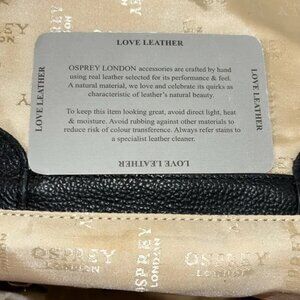 LOVE LEATHER
OSPREY LONDON accessories are crafted by hand
using real leather selected for its performance & feel.
A natural material, we love and celebrate its quirks as
characteristic of leather's natural beauty.
To keep this item looking great, avoid direct light, heat
& moisture. Avoid rubbing against other materials to
reduce risk of colour transference. Always refer stains to
a specialist leather cleaner.
LOVE LEATHER
LOVE LEATHER
LOVE LEATHER
OSPREY
LONDON
OSPREY
LONDON